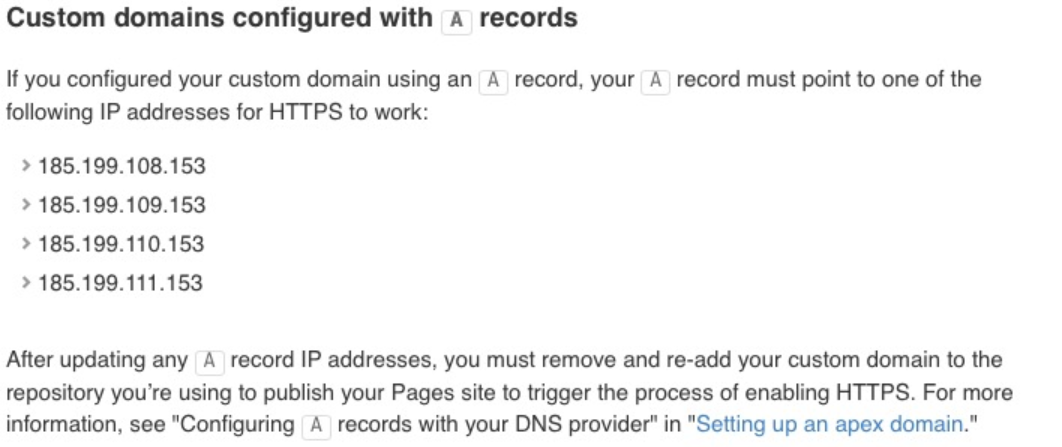 Custom domains configured with A records
If you configured your custom domain using an A record, your A record must point to one of the
following IP addresses for HTTPS to work:
185.199.108.153
185.199.109.153
185.199.110.153
185.199.111.153
After updating any A record IP addresses, you must remove and re-add your custom domain to the
repository you're using to publish your Pages site to trigger the process of enabling HTTPS. For more
information, see "Configuring A records with your DNS provider" in "Setting up an apex domain."